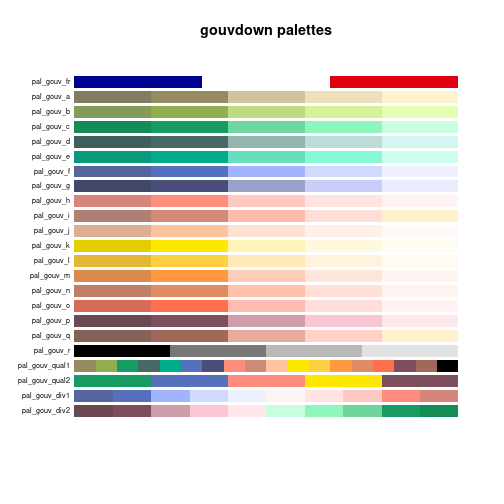 gouvdown palettes
pal_gouv_fr
pal_gouv_a
pal_gouv_b
pal_gouv_c
pal_gouv_d
pal_gouv_e
pal_gouv_f
pal_gouv_g
pal_gouv_h
pal_gouv_i
pal_gouv_j
pal_gouv_k
pal_gouv_l
pal_gouv_m
pal_gouv_n
pal_gouv_o
pal_gouv_p
pal_gouv_q
pal_gouv_r
pal_gouv_qual1
pal_gouv_qual2
pal_gouv_div1
pal_gouv_div2